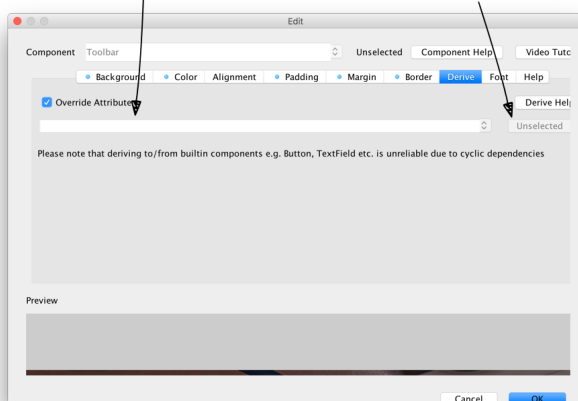 Edit
Component Toolbar Unselected Component Help Video Tuto
Background Color Alignment Padding Margin Border Derive Font Help
Override Attributes Derive Help
Unselected
Please note that deriving to/from builtin components e.g. Button, TextField etc. is unreliable due to cyclic dependencies
Preview
Cancel OK